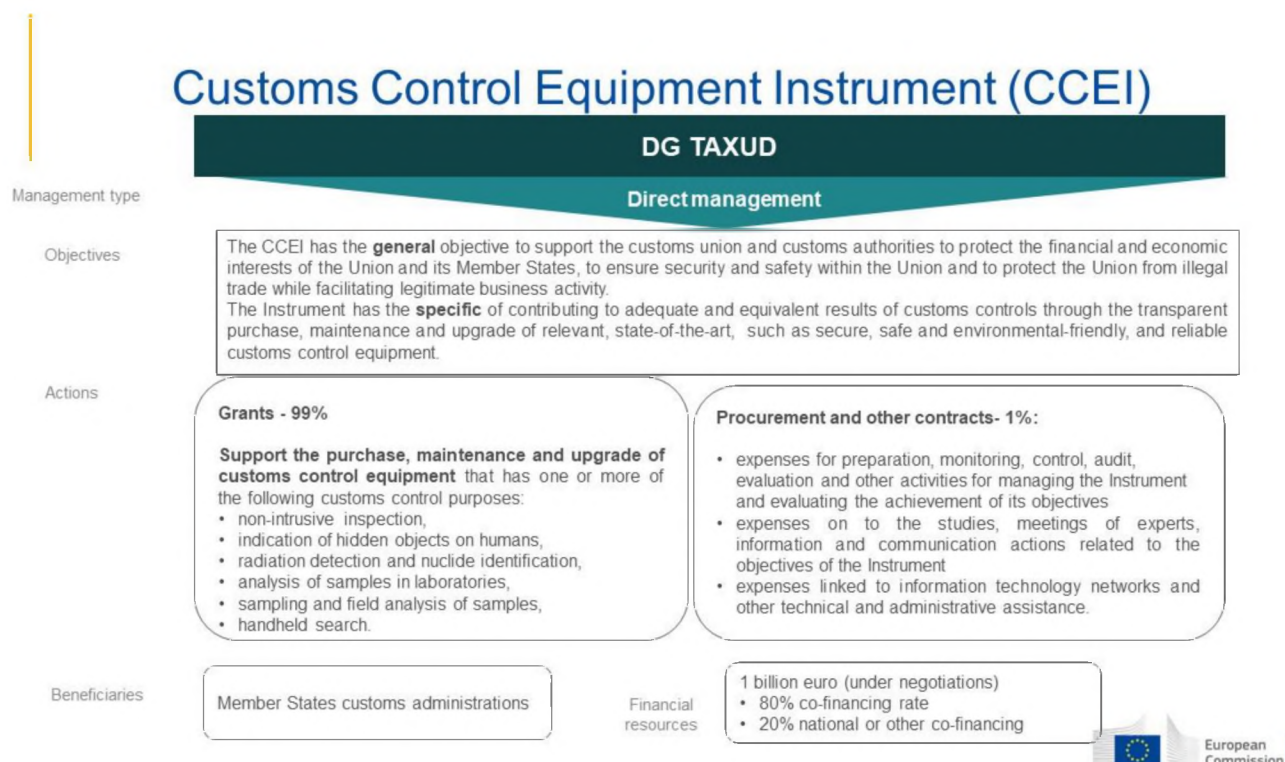 Customs Control Equipment Instrument (CCEI)
DG TAXUD
Management type
Direct management
Objectives
The CCEI has the general objective to support the customs union and customs authorities to protect the financial and economic
interests of the Union and its Member States, to ensure security and safety within the Union and to protect the Union from illegal
trade while facilitating legitimate business activity.
The Instrument has the specific of contributing to adequate and equivalent results of customs controls through the transparent
purchase, maintenance and upgrade of relevant, state-of-the-art, such as secure, safe and environmental-friendly, and reliable
customs control equipment.
Actions
Grants - 99%
Support the purchase, maintenance and upgrade of
customs control equipment that has one or more of
the following customs control purposes:
• non-intrusive inspection,
• indication of hidden objects on humans,
• radiation detection and nuclide identification,
• analysis of samples in laboratories,
• sampling and field analysis of samples,
• handheld search.
Procurement and other contracts- 1%:
• expenses for preparation, monitoring, control, audit,
evaluation and other activities for managing the Instrument
and evaluating the achievement of its objectives
• expenses on to the studies, meetings of experts,
information and communication actions related to the
objectives of the Instrument
• expenses linked to information technology networks and
other technical and administrative assistance.
Beneficiaries
Member States customs administrations
Financial
resources
1 billion euro (under negotiations)
• 80% co-financing rate
• 20% national or other co-financing
European
Commission